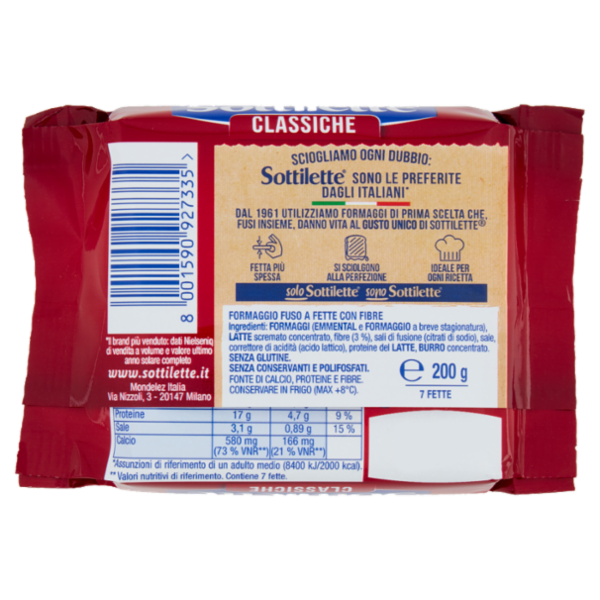 Sottilette
CLASSICHE
SCIOGLIAMO OGNI DUBBIO:
Sottilette® SONO LE PREFERITE
DAGLI ITALIANI*
DAL 1961 UTILIZZIAMO FORMAGGI DI PRIMA SCELTA CHE,
FUSI INSIEME, DANNO VITA AL GUSTO UNICO DI SOTTILETTE®
FETTA PIÙ
SPESSA
SI SCIOLGONO
ALLA PERFEZIONE
IDEALE PER
OGNI RICETTA
solo Sottilette® sono Sottilette®
8 001590 927335 >
*I brand più venduto: dati Nielseniq
di vendita a volume e valore ultimo
anno solare completo
www.sottilette.it
Mondelez Italia
Via Nizzoli, 3 - 20147 Milano
FORMAGGIO FUSO A FETTE CON FIBRE
Ingredienti: FORMAGGI (EMMENTAL e FORMAGGIO a breve stagionatura),
LATTE scremato concentrato, fibre (3 %), sali di fusione (citrati di sodio), sale,
correttore di acidità (acido lattico), proteine del LATTE, BURRO concentrato.
SENZA GLUTINE.
SENZA CONSERVANTI E POLIFOSFATI.
FONTE DI CALCIO, PROTEINE E FIBRE.
CONSERVARE IN FRIGO (MAX +8°C).
℮ 200 g
7 FETTE
Proteine 17 g 4,7 g 9 %
Sale 3,1 g 0,89 g 15 %
Calcio 580 mg 166 mg
(73 % VNR**) (21 % VNR**)
*Assunzioni di riferimento di un adulto medio (8400 kJ/2000 kcal).
** Valori nutritivi di riferimento. Contiene 7 fette.
CLASSICHE